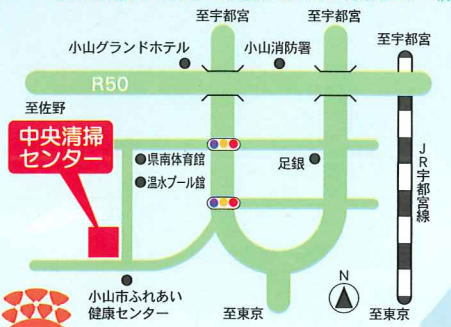 至宇都宮
至宇都宮
至宇都宮
小山グランドホテル
小山消防署
R50
至佐野
中央清掃
センター
県南体育館
温水プール館
足銀
JR宇都宮線
小山市ふれあい
健康センター
至東京
N
至東京